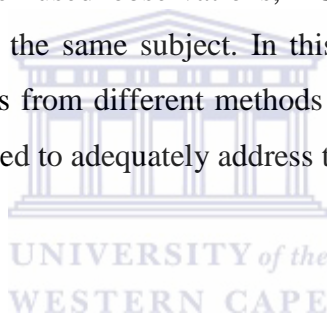 the same subject. In this
s from different methods
ed to adequately address t
UNIVERSITY of the
WESTERN CAPE